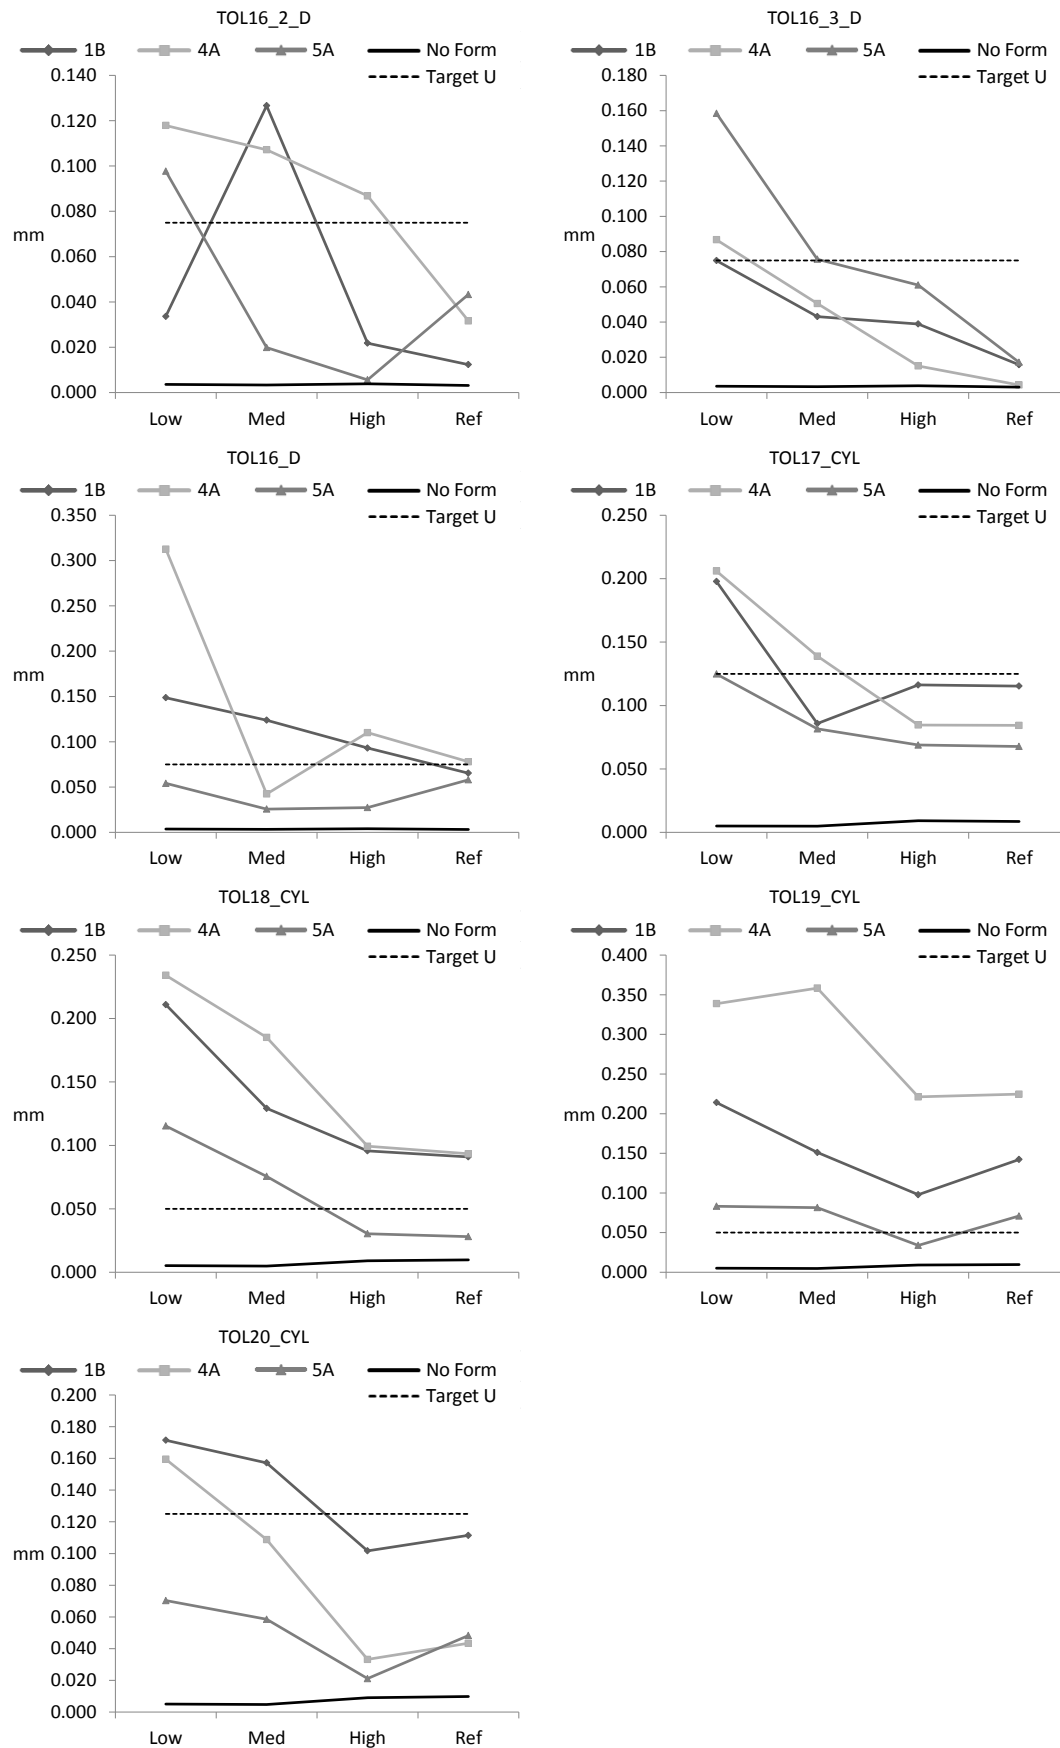 TOL16_2_D
1B 4A 5A No Form
Target U
0.140
0.120
0.100
0.080
mm
0.060
0.040
0.020
0.000
Low Med High Ref
TOL16_3_D
1B 4A 5A No Form
Target U
0.180
0.160
0.140
0.120
0.100
mm
0.080
0.060
0.040
0.020
0.000
Low Med High Ref
TOL16_D
1B 4A 5A No Form
Target U
0.350
0.300
0.250
0.200
mm
0.150
0.100
0.050
0.000
Low Med High Ref
TOL17_CYL
1B 4A 5A No Form
Target U
0.250
0.200
0.150
mm
0.100
0.050
0.000
Low Med High Ref
TOL18_CYL
1B 4A 5A No Form
Target U
0.250
0.200
0.150
mm
0.100
0.050
0.000
Low Med High Ref
TOL19_CYL
1B 4A 5A No Form
Target U
0.400
0.350
0.300
0.250
mm 0.200
0.150
0.100
0.050
0.000
Low Med High Ref
TOL20_CYL
1B 4A 5A No Form
Target U
0.200
0.180
0.160
0.140
0.120
mm 0.100
0.080
0.060
0.040
0.020
0.000
Low Med High Ref